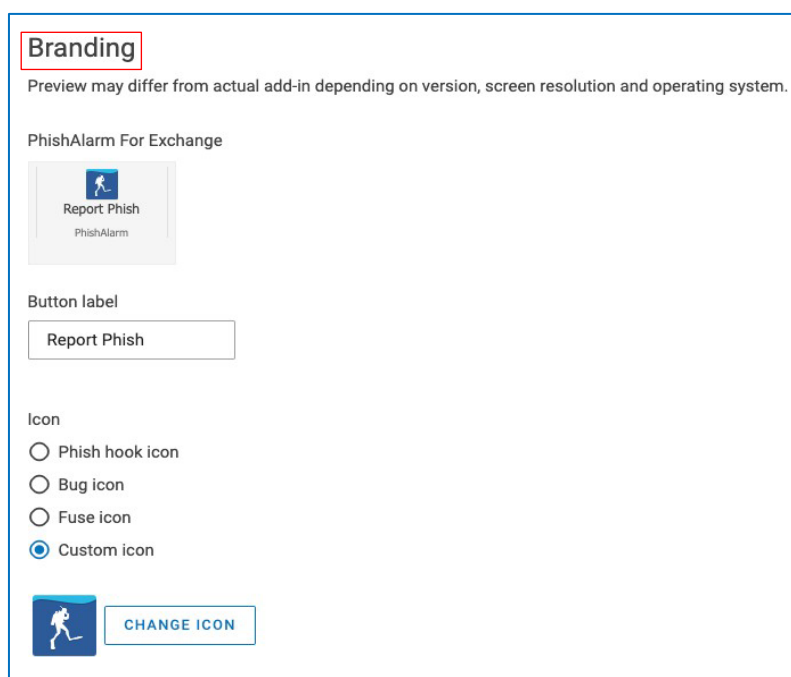 Branding
Preview may differ from actual add-in depending on version, screen resolution and operating system.
PhishAlarm For Exchange
Report Phish
PhishAlarm
Button label
Report Phish
Icon
Phish hook icon
Bug icon
Fuse icon
Custom icon
CHANGE ICON